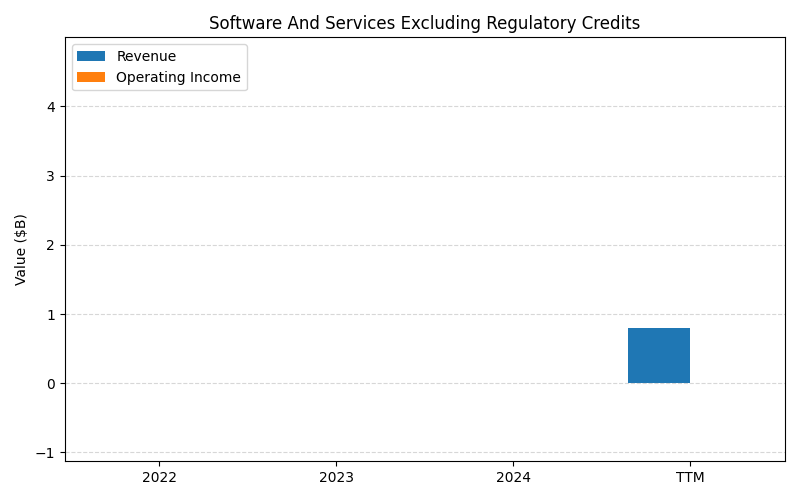 Software And Services Excluding Regulatory Credits
Revenue
Operating Income
Value ($B)
4
3
2
1
0
−1
2022
2023
2024
TTM